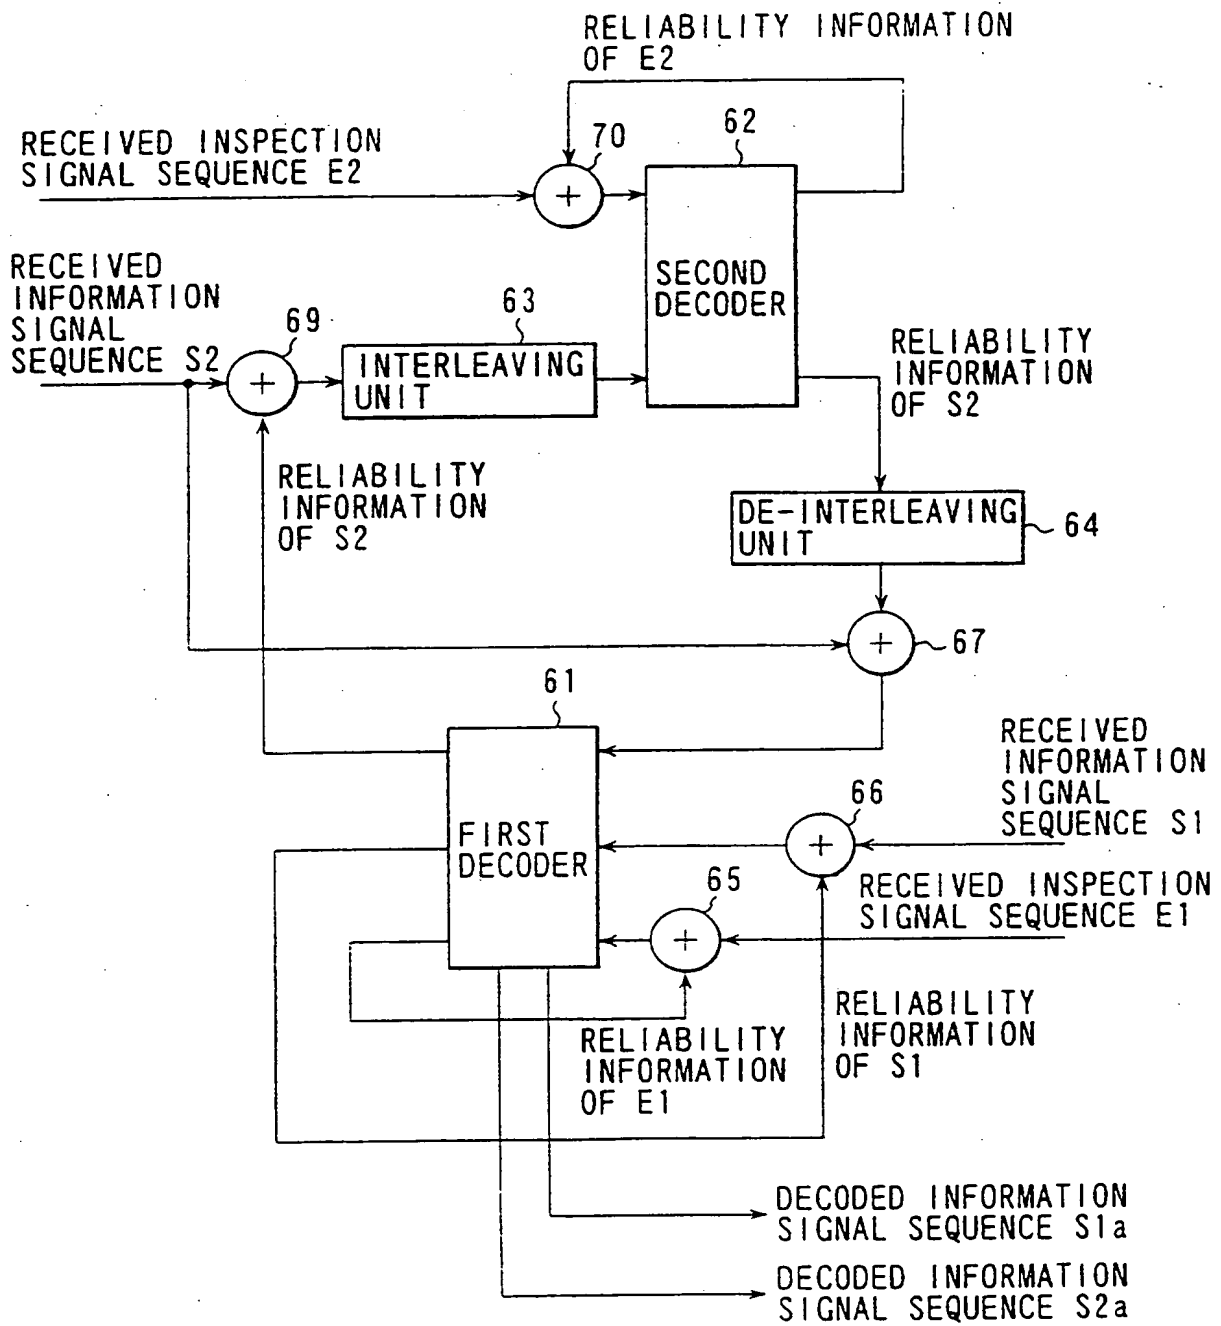 RELIABILITY INFORMATION
OF E2
RECEIVED INSPECTION
SIGNAL SEQUENCE E2
70
62
+
SECOND
DECODER
RECEIVED
INFORMATION
SIGNAL
SEQUENCE S2
69
63
+
INTERLEAVING
UNIT
RELIABILITY
INFORMATION
OF S2
RELIABILITY
INFORMATION
OF S2
DE-INTERLEAVING
UNIT
64
+
67
61
FIRST
DECODER
RECEIVED
INFORMATION
SIGNAL
SEQUENCE S1
66
+
65
+
RECEIVED INSPECTION
SIGNAL SEQUENCE E1
RELIABILITY
INFORMATION
OF S1
RELIABILITY
INFORMATION
OF E1
DECODED INFORMATION
SIGNAL SEQUENCE S1a
DECODED INFORMATION
SIGNAL SEQUENCE S2a